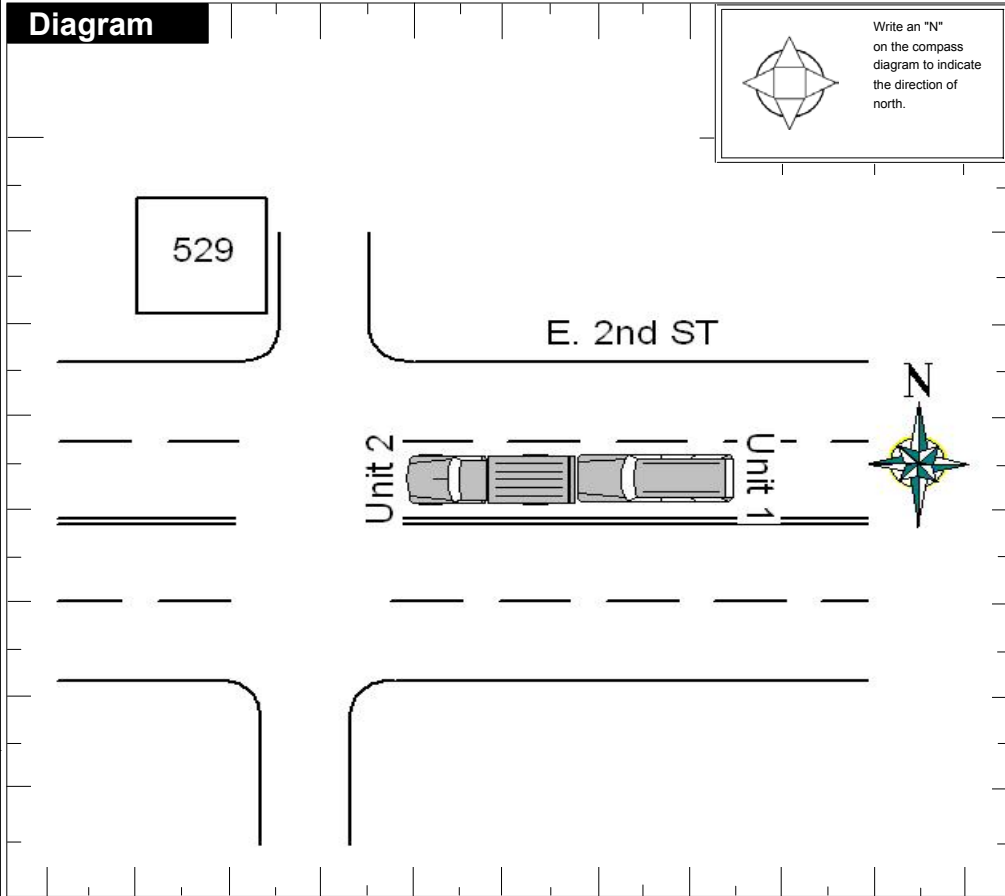 Diagram
Write an "N"
on the compass
diagram to indicate
the direction of
north.
529
E. 2nd ST
N
Unit 2
Unit 1